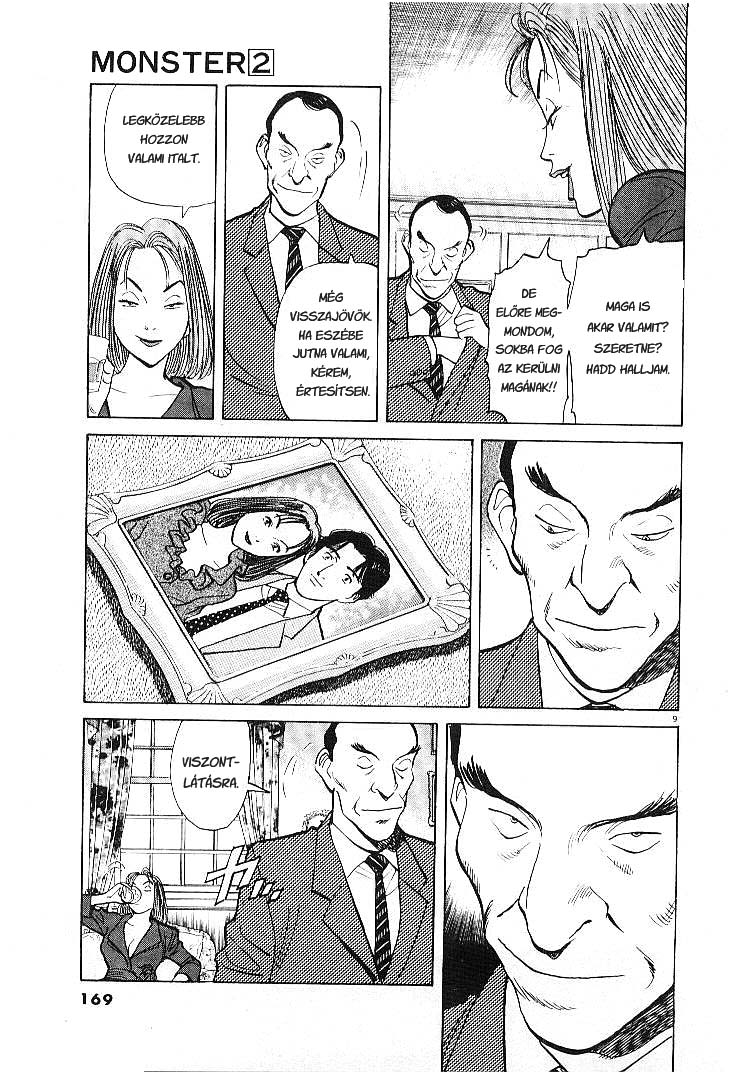 MONSTER 2
MAGA IS
AKAR VALAMIT?
SZERETNE?
HADD HALLJAM.
DE
ELŐRE MEG-
MONDOM,
SOKBA FOG
AZ KERÜLNI
MAGÁNAK!!
MÉG
VISSZAJÖVÖK.
HA ESZÉBE
JUTNA VALAMI,
KÉREM,
ÉRTESÍTSEN.
LEGKÖZELEBB
HOZZON
VALAMI ITALT.
9
VISZONT-
LÁTÁSRA.
169